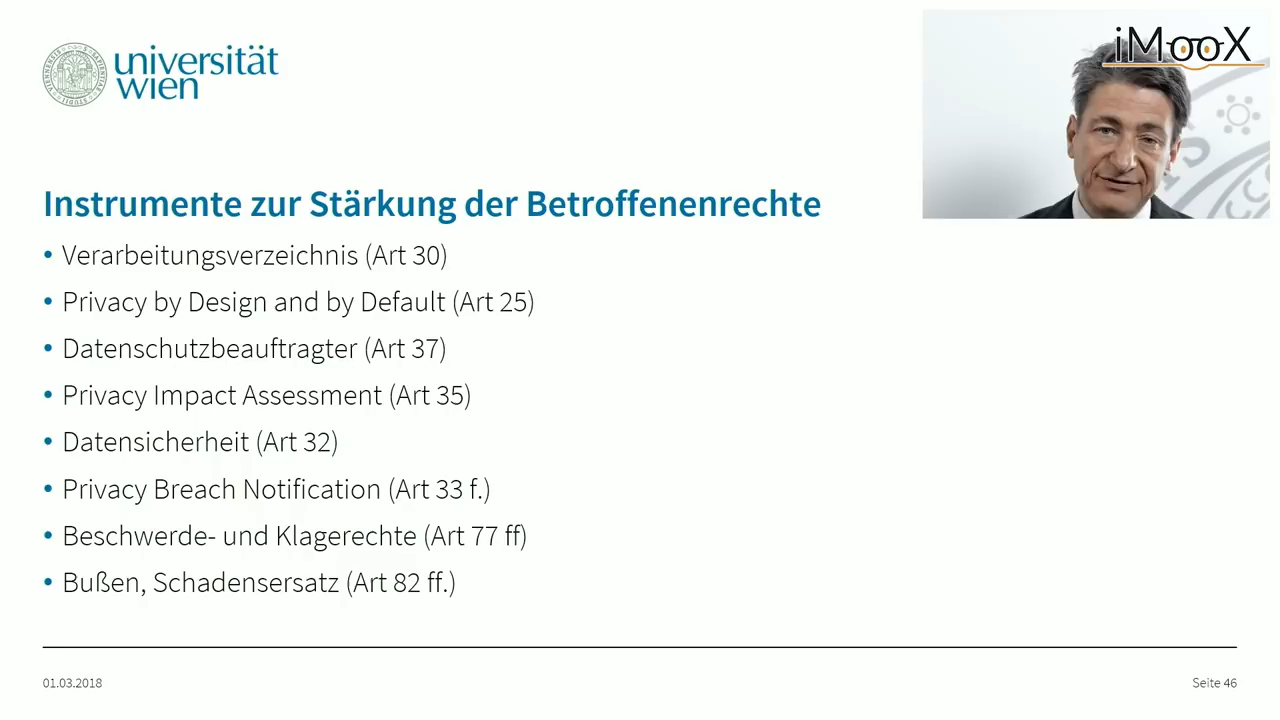 universität
wien
iMooX
Instrumente zur Stärkung der Betroffenenrechte
• Verarbeitungsverzeichnis (Art 30)
• Privacy by Design and by Default (Art 25)
• Datenschutzbeauftragter (Art 37)
• Privacy Impact Assessment (Art 35)
• Datensicherheit (Art 32)
• Privacy Breach Notification (Art 33 f.)
• Beschwerde- und Klagerechte (Art 77 ff)
• Bußen, Schadensersatz (Art 82 ff.)
01.03.2018
Seite 46